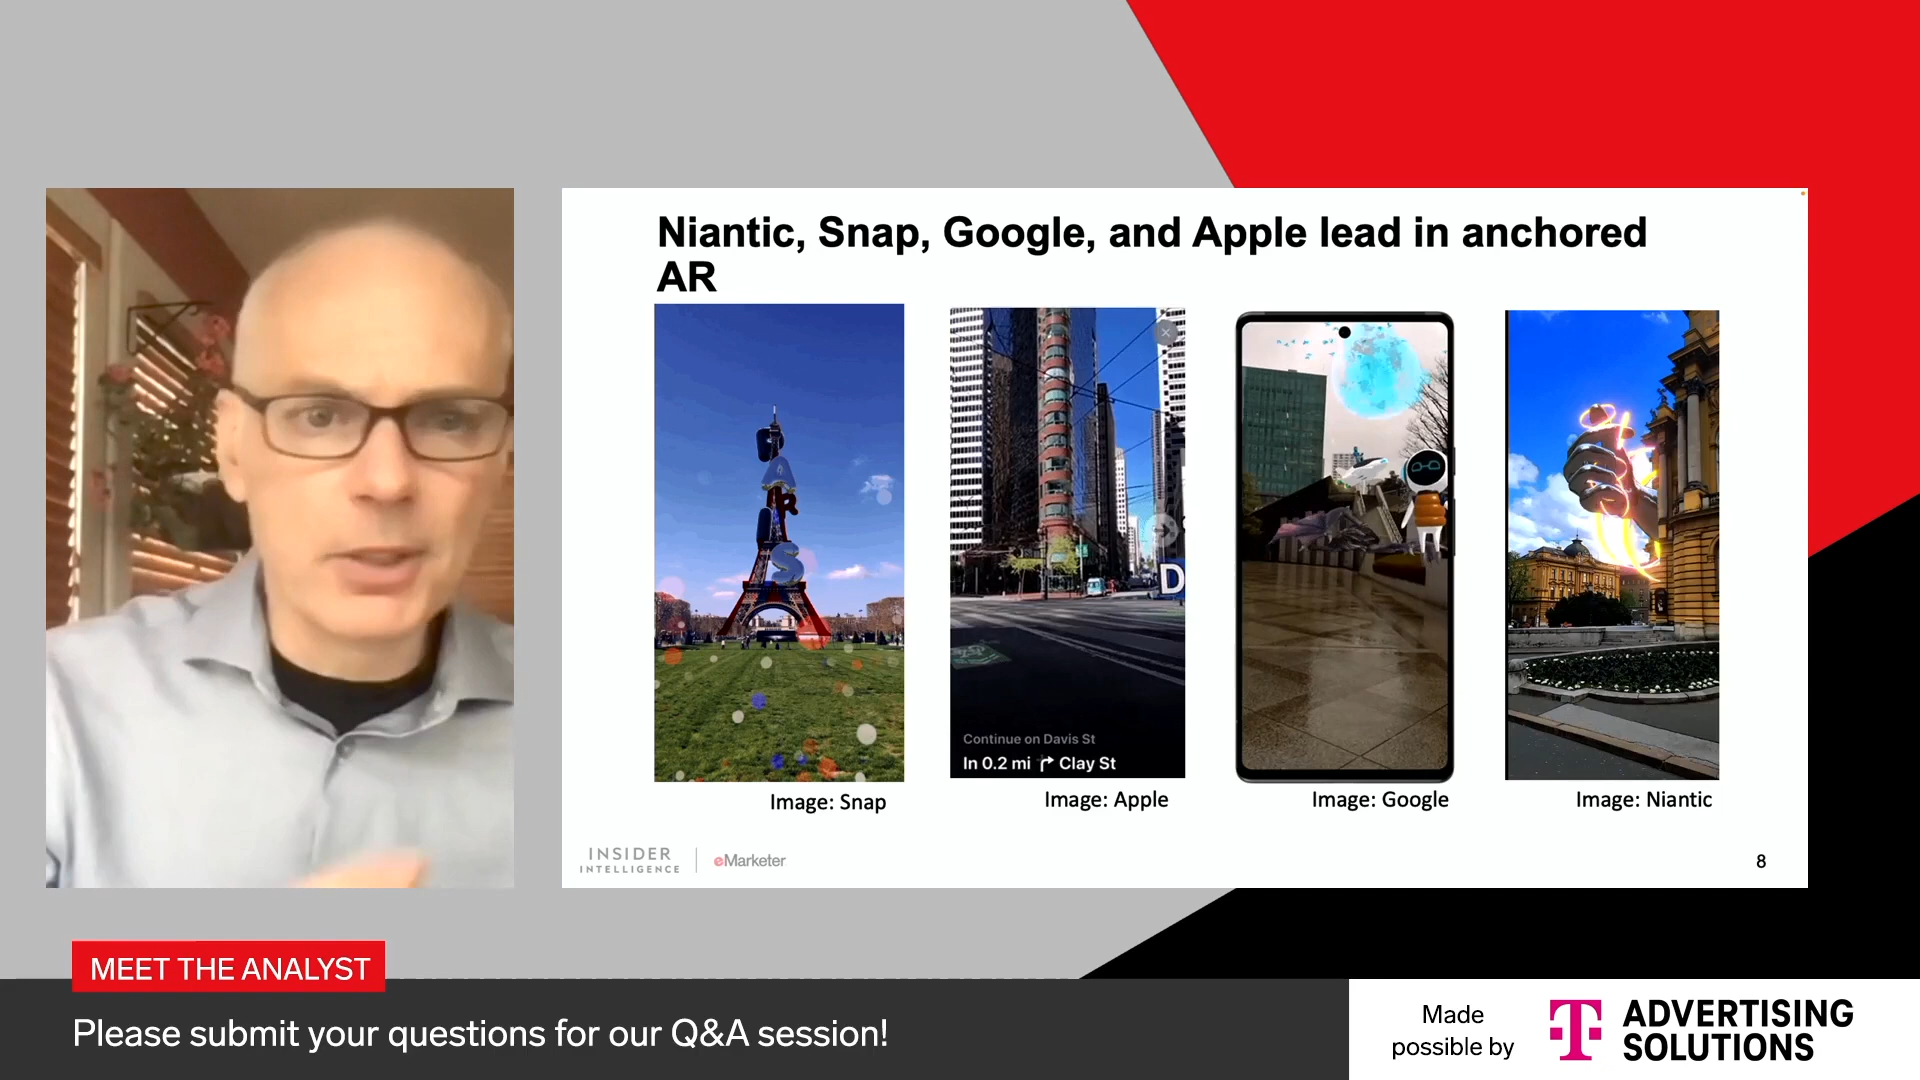 Niantic, Snap, Google, and Apple lead in anchored
AR
P
A
R
I
S
D
Continue on Davis St
In 0.2 mi Clay St
Image: Snap
Image: Apple
Image: Google
Image: Niantic
INSIDER
INTELLIGENCE
eMarketer
8
MEET THE ANALYST
Please submit your questions for our Q&A session!
Made
possible by
T
ADVERTISING
SOLUTIONS